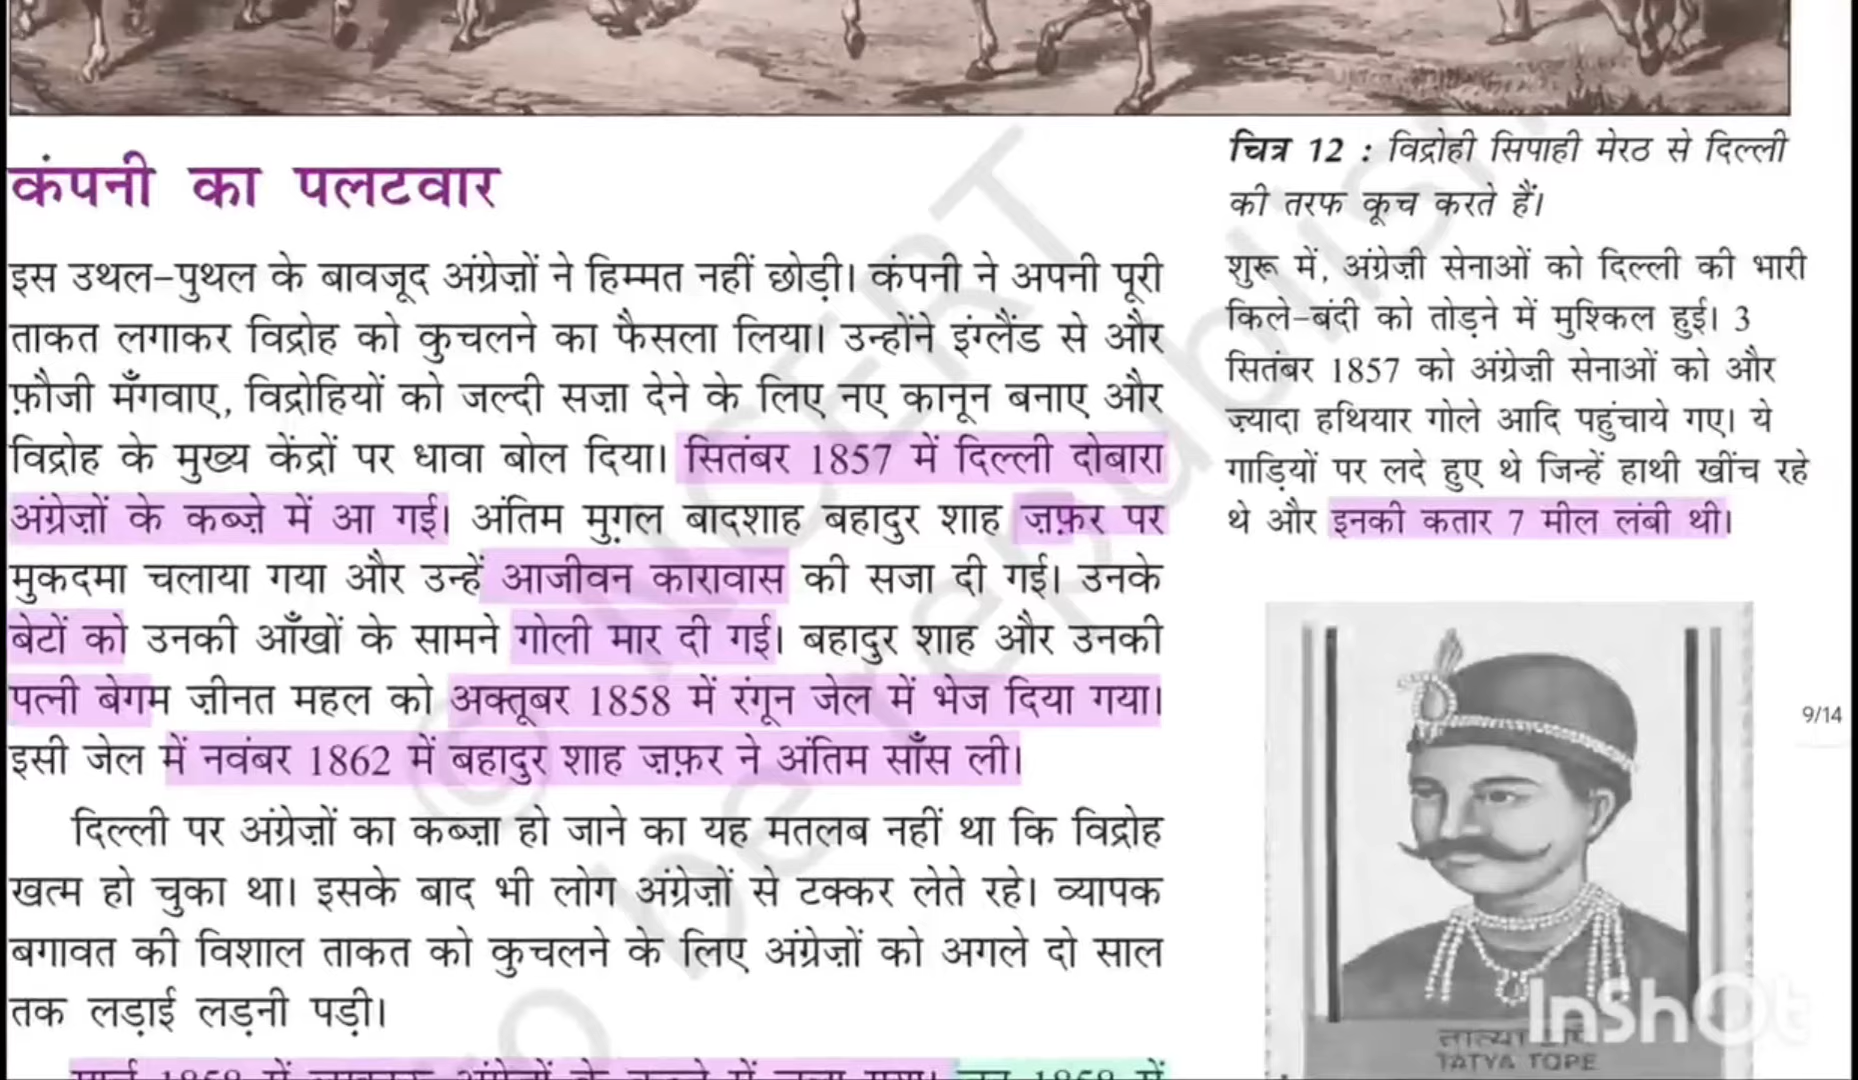 कंपनी का पलटवार
इस उथल-पुथल के बावजूद अंग्रेज़ों ने हिम्मत नहीं छोड़ी। कंपनी ने अपनी पूरी
ताकत लगाकर विद्रोह को कुचलने का फैसला लिया। उन्होंने इंग्लैंड से और
फ़ौजी मँगवाए, विद्रोहियों को जल्दी सज़ा देने के लिए नए कानून बनाए और
विद्रोह के मुख्य केंद्रों पर धावा बोल दिया। सितंबर 1857 में दिल्ली दोबारा
अंग्रेज़ों के कब्ज़े में आ गई। अंतिम मुग़ल बादशाह बहादुर शाह ज़फ़र पर
मुकदमा चलाया गया और उन्हें आजीवन कारावास की सजा दी गई। उनके
बेटों को उनकी आँखों के सामने गोली मार दी गई। बहादुर शाह और उनकी
पत्नी बेगम ज़ीनत महल को अक्तूबर 1858 में रंगून जेल में भेज दिया गया।
इसी जेल में नवंबर 1862 में बहादुर शाह ज़फ़र ने अंतिम साँस ली।
दिल्ली पर अंग्रेज़ों का कब्ज़ा हो जाने का यह मतलब नहीं था कि विद्रोह
खत्म हो चुका था। इसके बाद भी लोग अंग्रेज़ों से टक्कर लेते रहे। व्यापक
बगावत की विशाल ताकत को कुचलने के लिए अंग्रेज़ों को अगले दो साल
तक लड़ाई लड़नी पड़ी।
चित्र 12 : विद्रोही सिपाही मेरठ से दिल्ली
की तरफ कूच करते हैं।
शुरू में, अंग्रेज़ी सेनाओं को दिल्ली की भारी
किले-बंदी को तोड़ने में मुश्किल हुई। 3
सितंबर 1857 को अंग्रेज़ी सेनाओं को और
ज़्यादा हथियार गोले आदि पहुंचाये गए। ये
गाड़ियों पर लदे हुए थे जिन्हें हाथी खींच रहे
थे और इनकी कतार 7 मील लंबी थी।
9/14
तात्या
TATYA TOPE
InShOt
© NCERT
to be republished